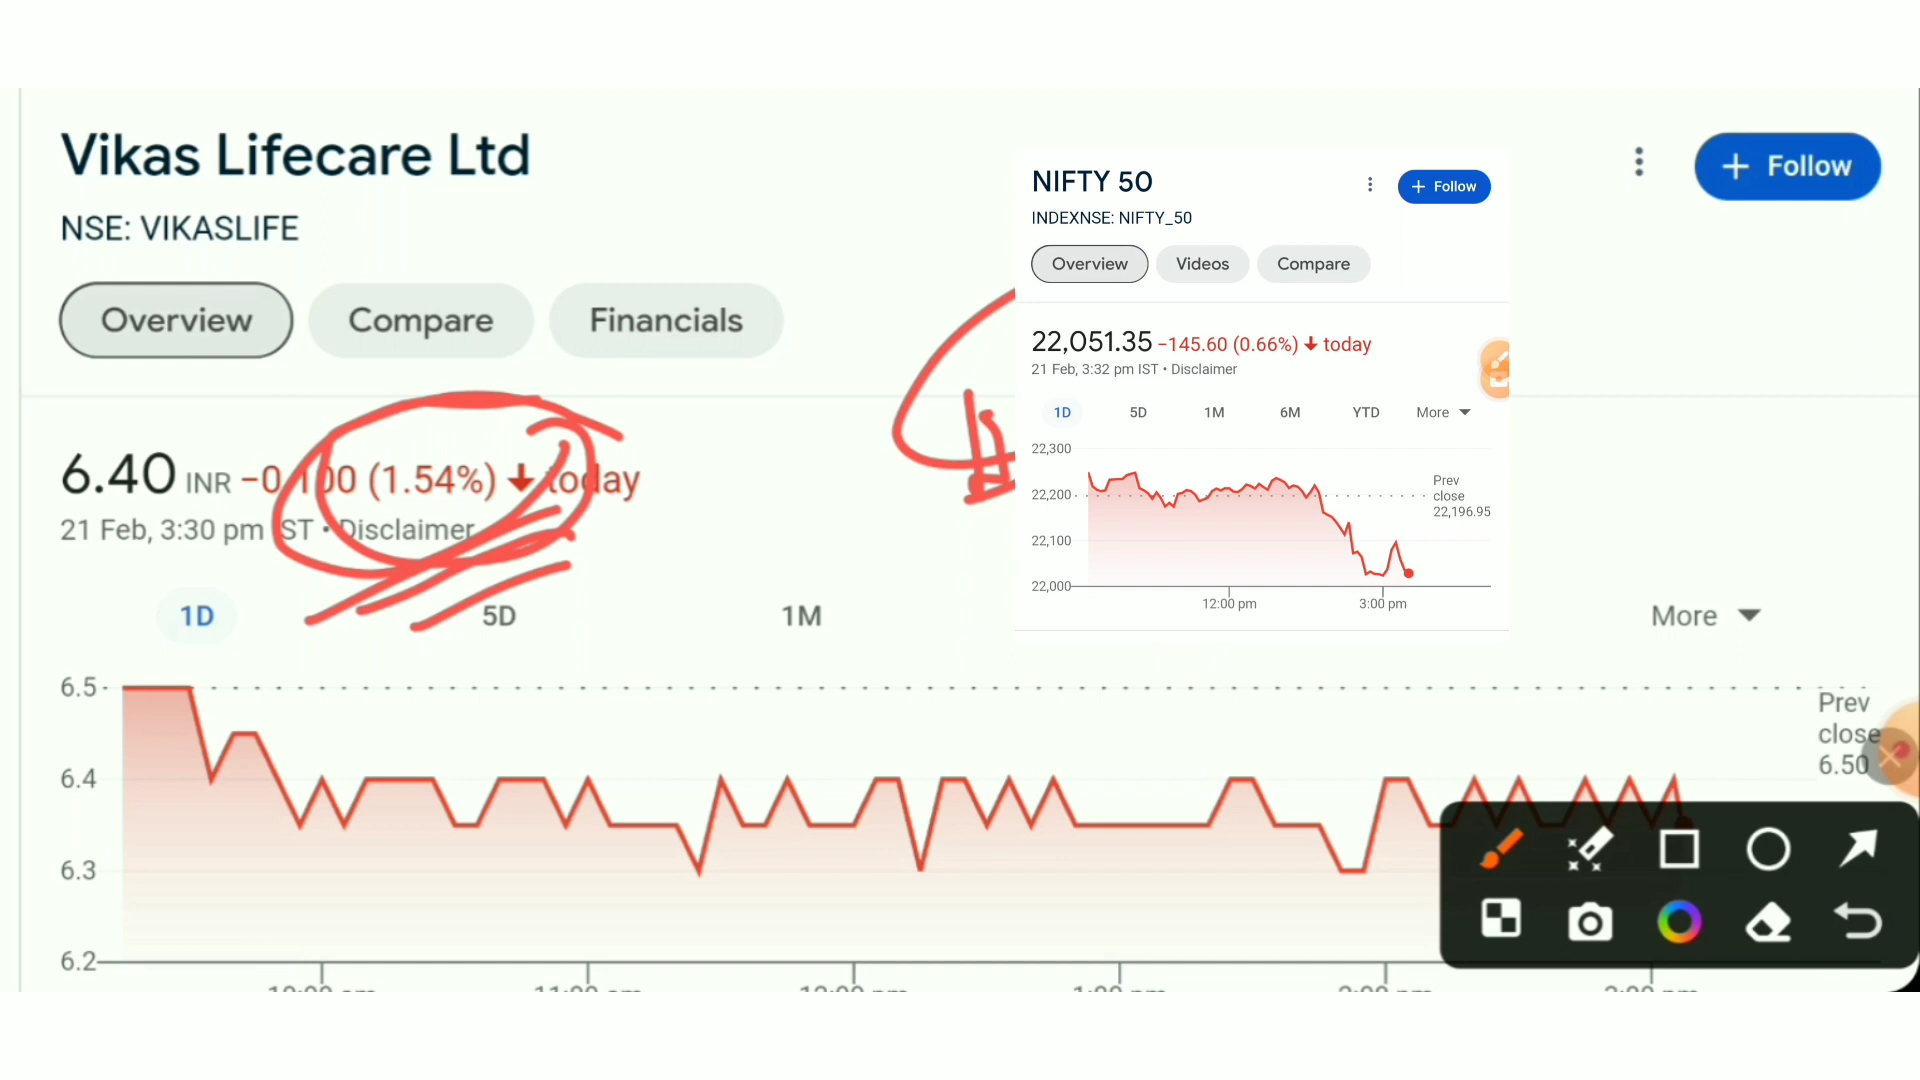 Vikas Lifecare Ltd
NSE: VIKASLIFE
+ Follow
Overview
Compare
Financials
6.40 INR −0.100 (1.54%) ↓ today
21 Feb, 3:30 pm IST • Disclaimer
1D
5D
1M
More
6.5
6.4
6.3
6.2
Prev
close
6.50
NIFTY 50
+ Follow
INDEXNSE: NIFTY_50
Overview
Videos
Compare
22,051.35 −145.60 (0.66%) ↓ today
21 Feb, 3:32 pm IST • Disclaimer
1D
5D
1M
6M
YTD
More
22,300
22,200
22,100
22,000
Prev
close
22,196.95
12:00 pm
3:00 pm